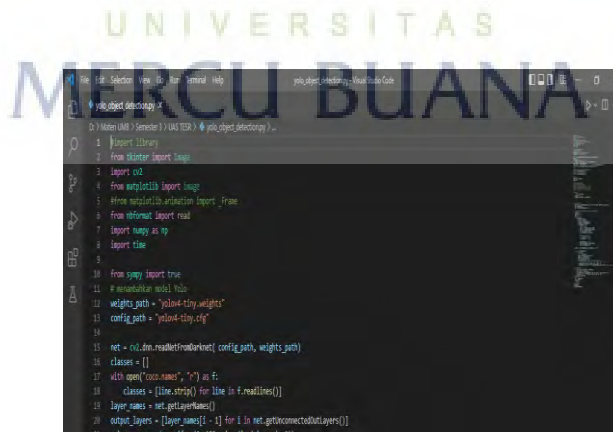 UNIVERSITAS
MERCU BUANA
File Edit Selection View Go Run Terminal Help yolo_object_detection.py - Visual Studio Code
yolo_object_detection.py X
D: > Materi UMB > Semester 3 > UAS TESR > yolo_object_detection.py > ...
1 #import library
2 from tkinter import image
3 import cv2
4 from matplotlib import image
5 #from matplotlib.animation import _Frame
6 from nbformat import read
7 import numpy as np
8 import time
9
10 from sympy import true
11 # menambahkan model Yolo
12 weights_path = "yolov4-tiny.weights"
13 config_path = "yolov4-tiny.cfg"
14
15 net = cv2.dnn.readNetFromDarknet( config_path, weights_path)
16 classes = []
17 with open("coco.names", "r") as f:
18 classes = [line.strip() for line in f.readlines()]
19 layer_names = net.getLayerNames()
20 output_layers = [layer_names[i - 1] for i in net.getUnconnectedOutLayers()]